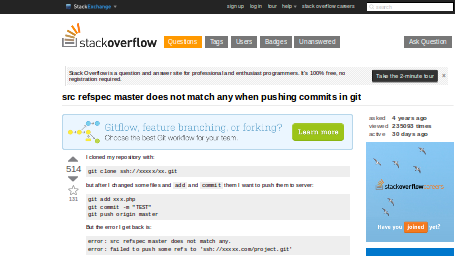 StackExchange
sign up log in tour help stack overflow careers
search
stackoverflow
Questions Tags Users Badges Unanswered Ask Question
Stack Overflow is a question and answer site for professional and enthusiast programmers. It's 100% free, no
registration required.
Take the 2-minute tour ×
src refspec master does not match any when pushing commits in git
asked 4 years ago
viewed 235093 times
active 30 days ago
Gitflow, feature branching, or forking?
Choose the best Git workflow for your team.
Learn more
514
131
I cloned my repository with:
git clone ssh://xxxxx/xx.git
but after I changed some files and add and commit them I want to push them to server:
git add xxx.php
git commit -m "TEST"
git push origin master
But the error I get back is:
error: src refspec master does not match any.
error: failed to push some refs to 'ssh://xxxxx.com/project.git'
stackoverflowcareers
Have you joined yet?